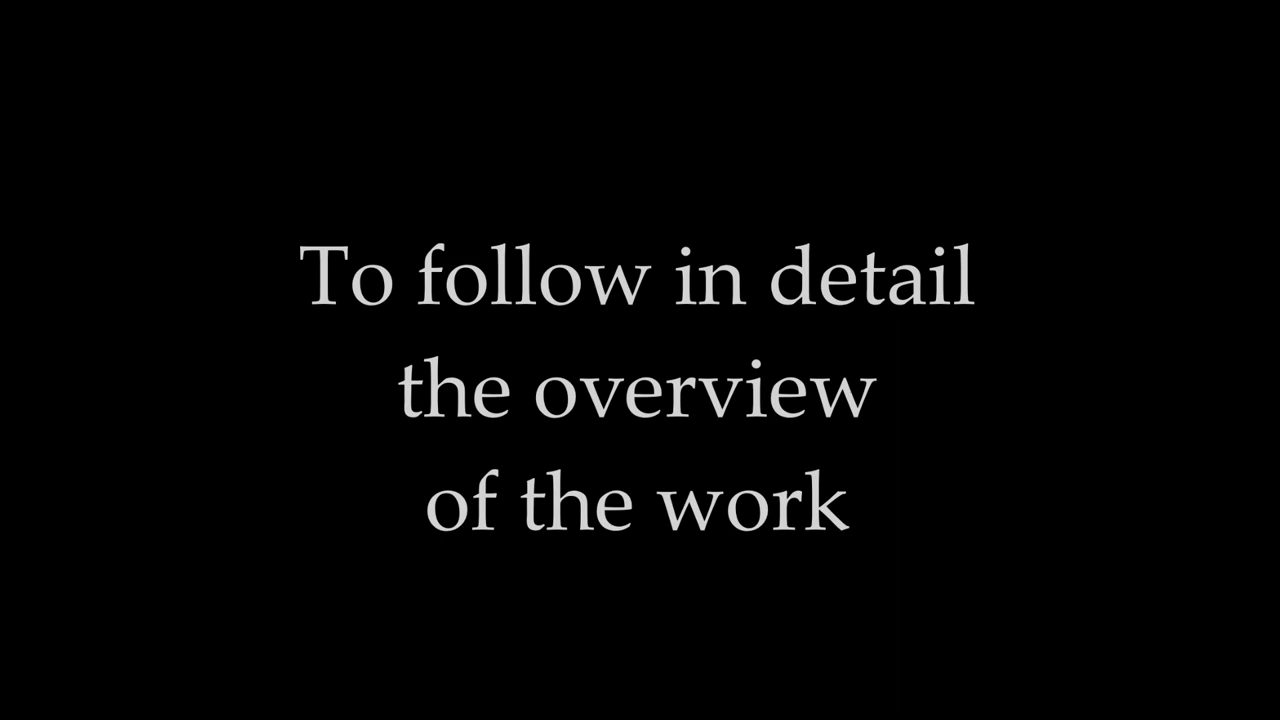 To follow in detail
the overview
of the work